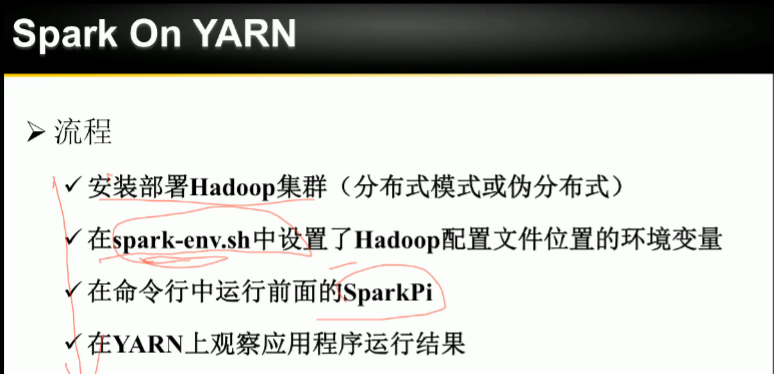 Spark On YARN
流程
安装部署Hadoop集群（分布式模式或伪分布式）
在spark-env.sh中设置了Hadoop配置文件位置的环境变量
在命令行中运行前面的SparkPi
在YARN上观察应用程序运行结果